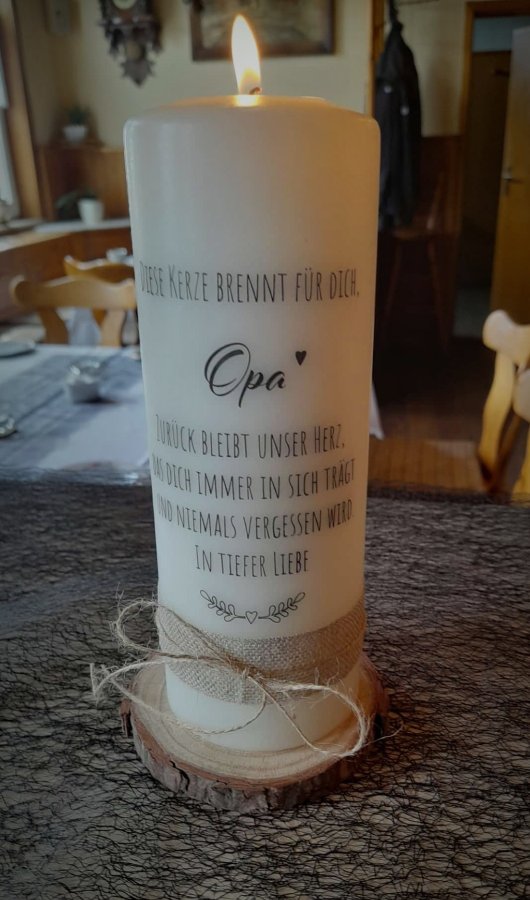 Diese Kerze brennt für dich,
Opa
Zurück bleibt unser Herz,
das dich immer in sich trägt
und niemals vergessen wird
In tiefer Liebe